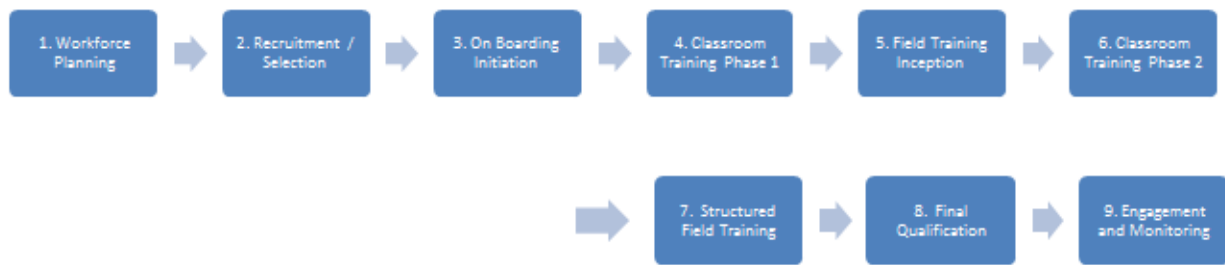 1. Workforce
Planning
2. Recruitment /
Selection
3. On Boarding
Initiation
4. Classroom
Training Phase 1
5. Field Training
Inception
6. Classroom
Training Phase 2
7. Structured
Field Training
8. Final
Qualification
9. Engagement
and Monitoring